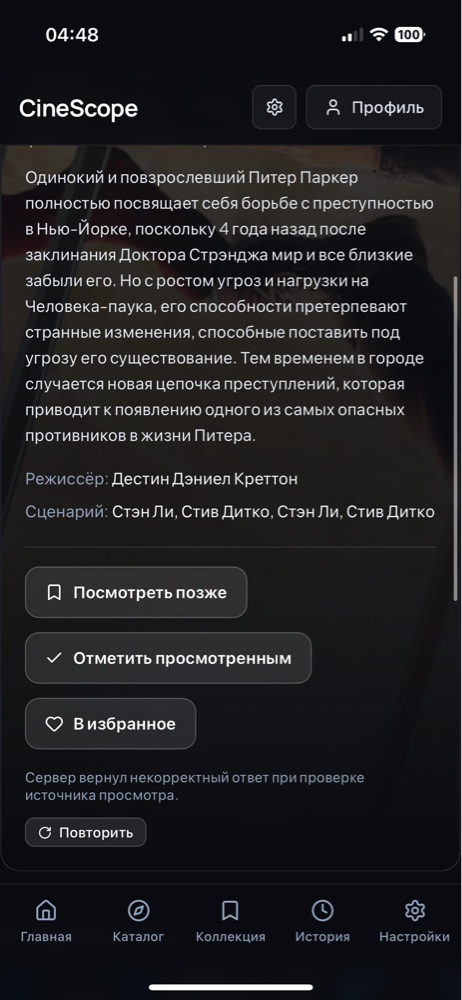 04:48
100
CineScope
Профиль
Одинокий и повзрослевший Питер Паркер
полностью посвящает себя борьбе с преступностью
в Нью-Йорке, поскольку 4 года назад после
заклинания Доктора Стрэнджа мир и все близкие
забыли его. Но с ростом угроз и нагрузки на
Человека-паука, его способности претерпевают
странные изменения, способные поставить под
угрозу его существование. Тем временем в городе
случается новая цепочка преступлений, которая
приводит к появлению одного из самых опасных
противников в жизни Питера.
Режиссёр: Дестин Дэниел Креттон
Сценарий: Стэн Ли, Стив Дитко, Стэн Ли, Стив Дитко
Посмотреть позже
Отметить просмотренным
В избранное
Сервер вернул некорректный ответ при проверке
источника просмотра.
Повторить
Главная Каталог Коллекция История Настройки